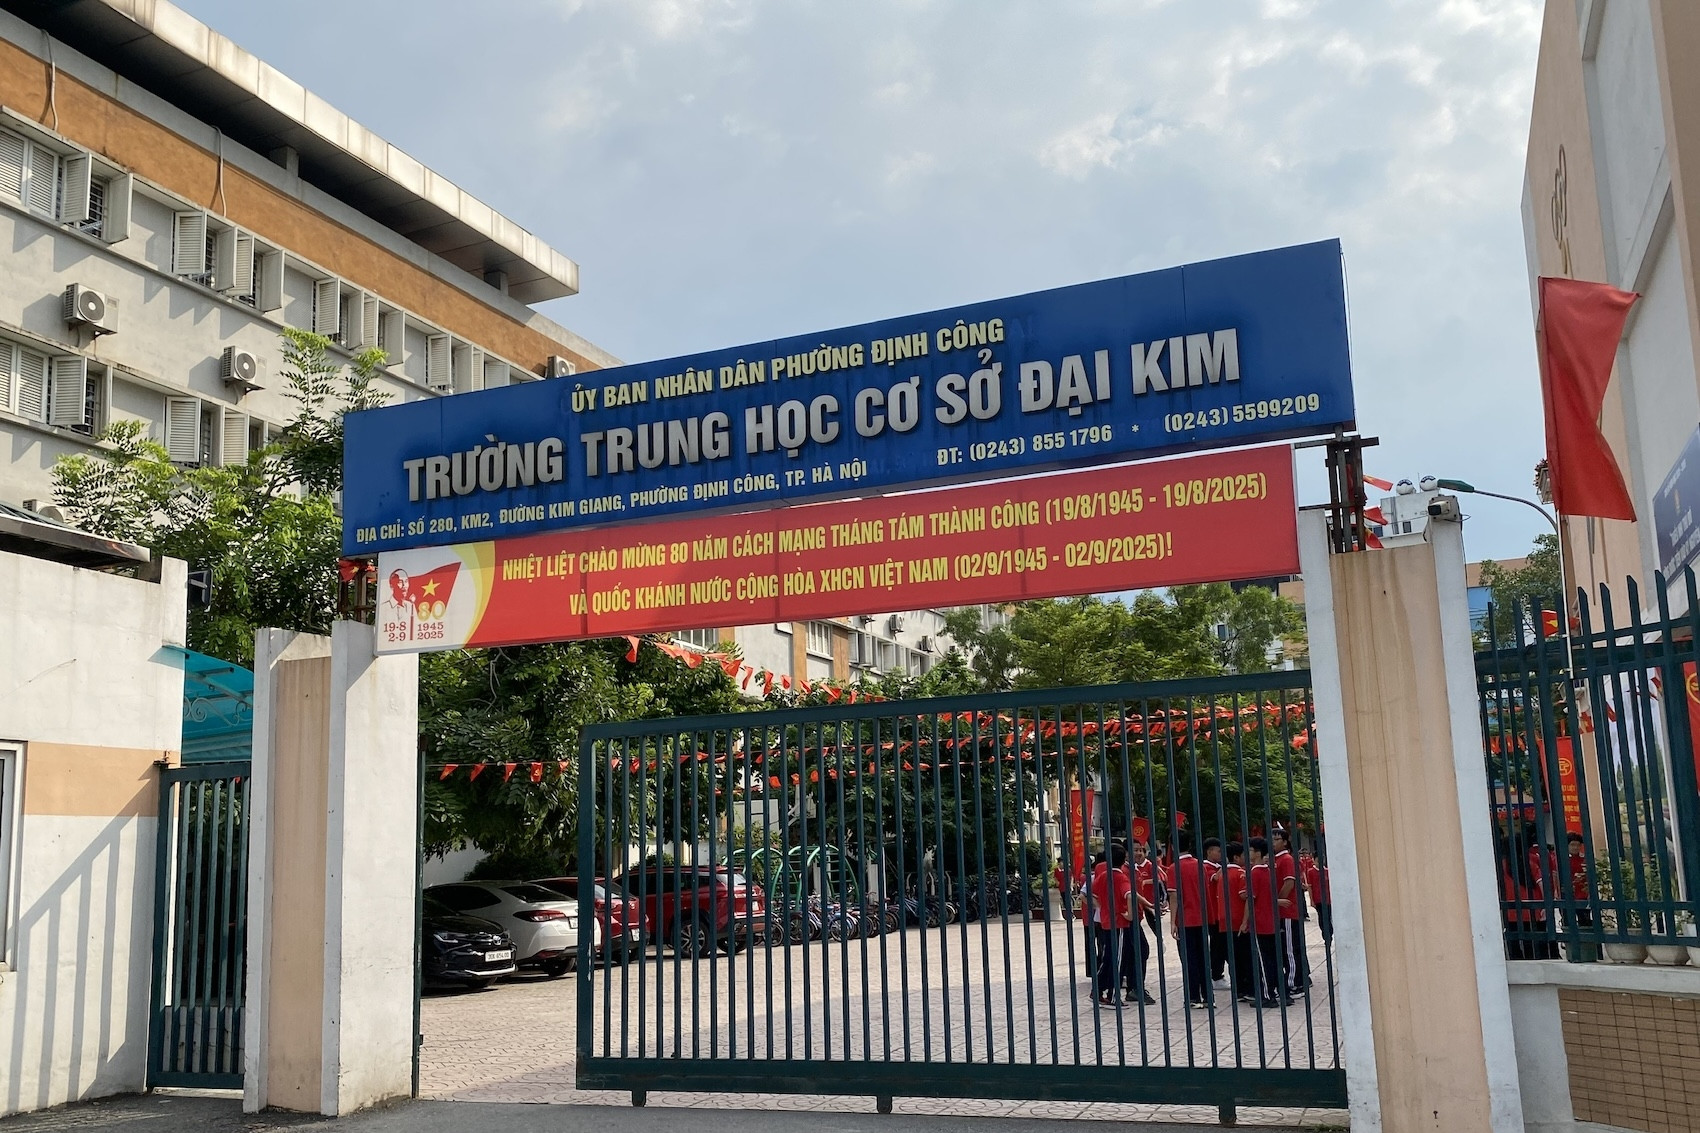 ỦY BAN NHÂN DÂN PHƯỜNG ĐỊNH CÔNG
TRƯỜNG TRUNG HỌC CƠ SỞ ĐẠI KIM
ĐỊA CHỈ: SỐ 280, KM2, ĐƯỜNG KIM GIANG, PHƯỜNG ĐỊNH CÔNG, TP. HÀ NỘI
ĐT: (0243) 855 1796 * (0243) 5599209
NHIỆT LIỆT CHÀO MỪNG 80 NĂM CÁCH MẠNG THÁNG TÁM THÀNH CÔNG (19/8/1945 - 19/8/2025)
VÀ QUỐC KHÁNH NƯỚC CỘNG HÒA XHCN VIỆT NAM (02/9/1945 - 02/9/2025)!
80
19-8
2-9
1945
2025